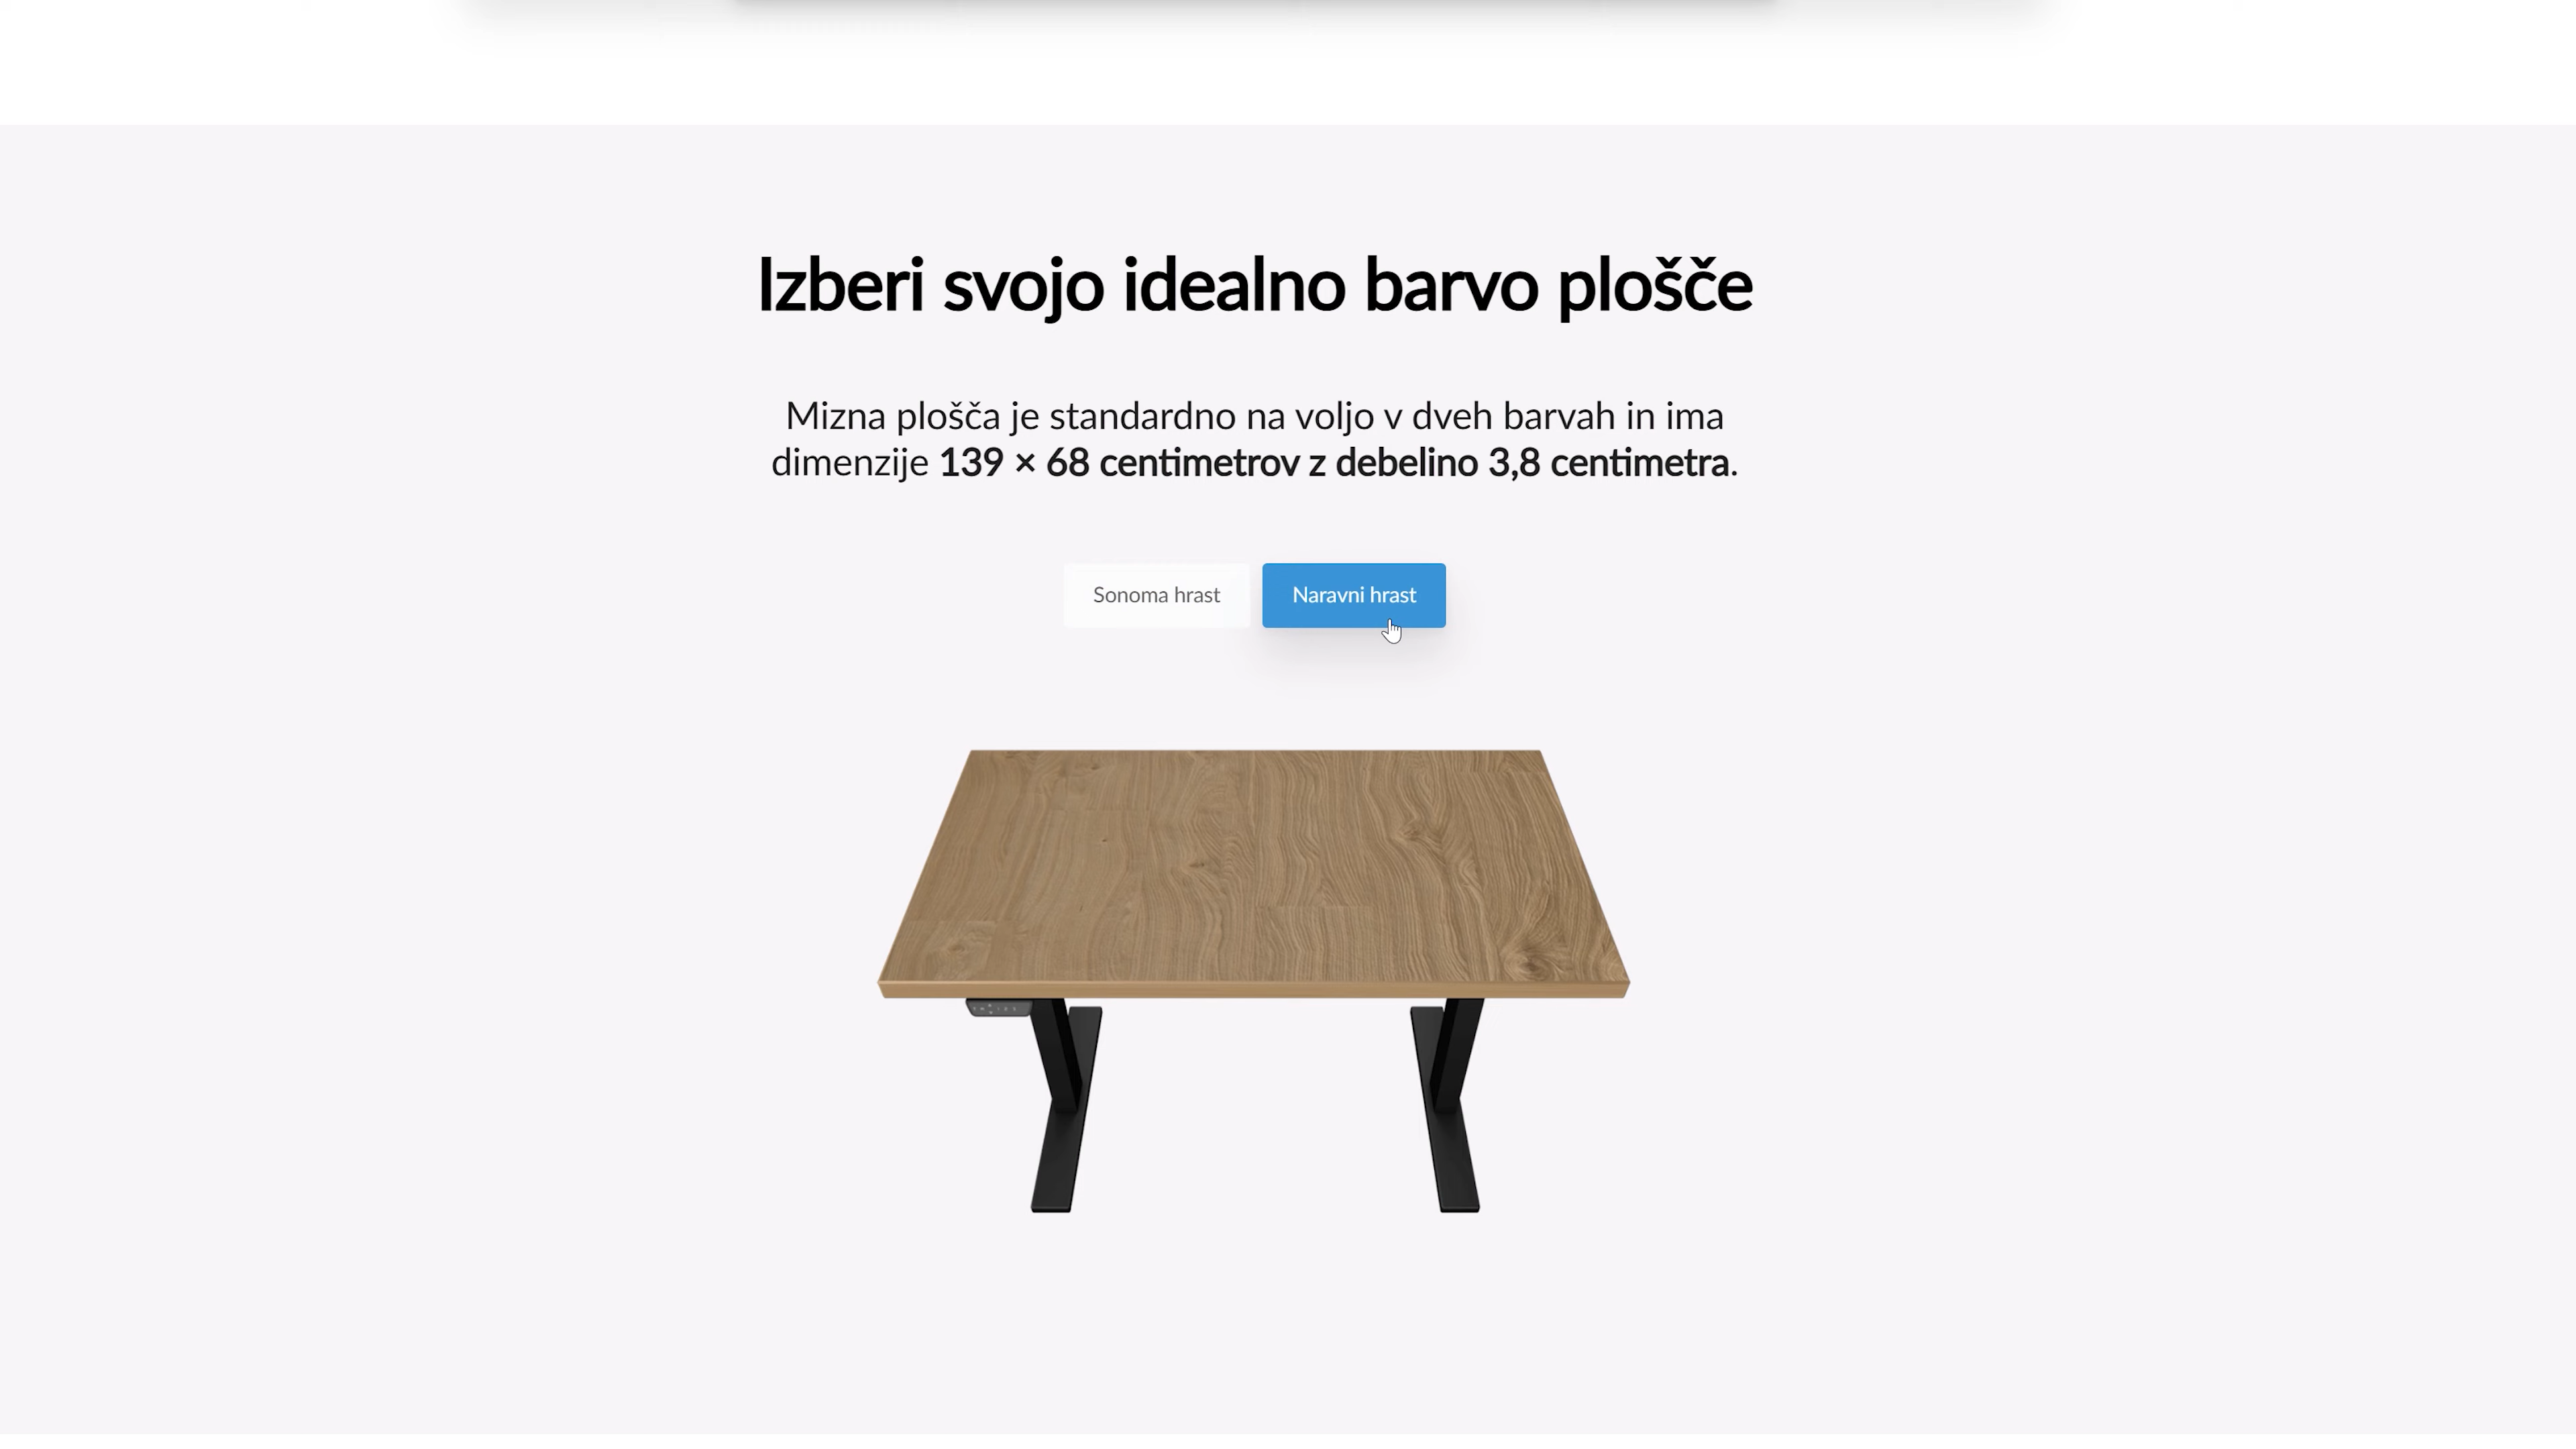 Izberi svojo idealno barvo plošče
Mizna plošča je standardno na voljo v dveh barvah in ima
dimenzije 139 × 68 centimetrov z debelino 3,8 centimetra.
Sonoma hrast
Naravni hrast